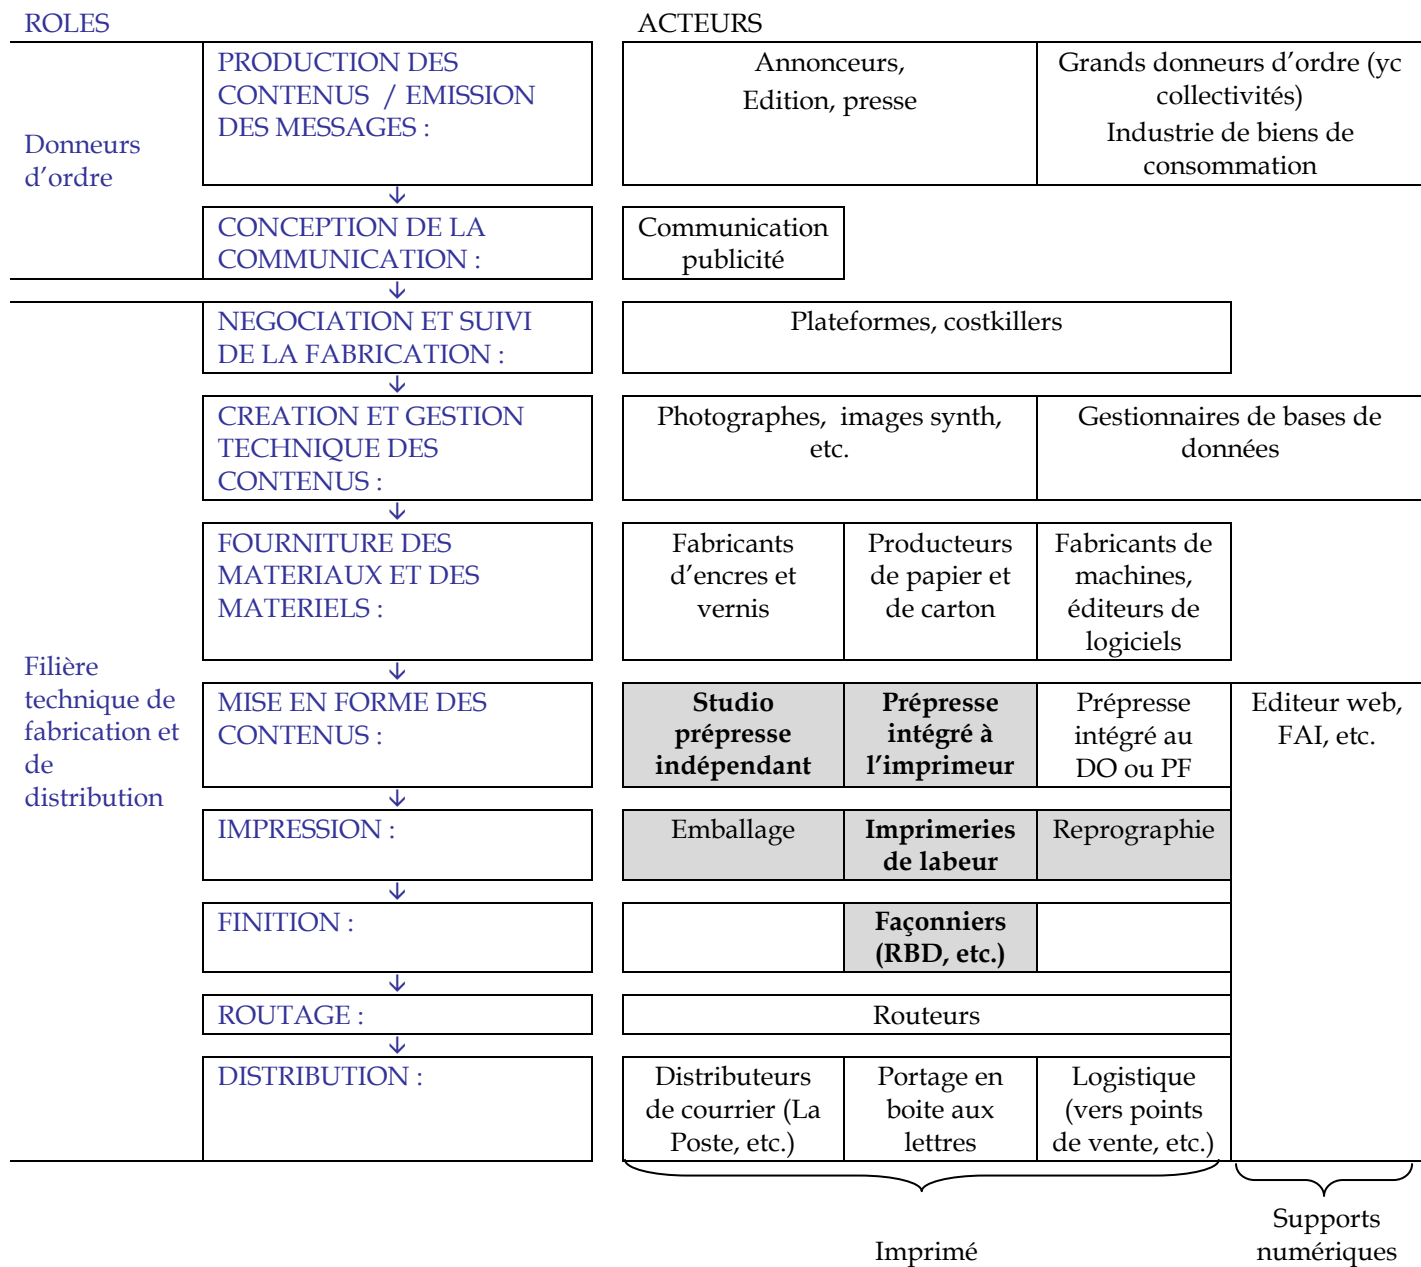 ROLES
ACTEURS
Donneurs
d’ordre
PRODUCTION DES
CONTENUS / EMISSION
DES MESSAGES :
Annonceurs,
Edition, presse
Grands donneurs d’ordre (yc
collectivités)
Industrie de biens de
consommation
CONCEPTION DE LA
COMMUNICATION :
Communication
publicité
Filière
technique de
fabrication et
de
distribution
NEGOCIATION ET SUIVI
DE LA FABRICATION :
Plateformes, costkillers
CREATION ET GESTION
TECHNIQUE DES
CONTENUS :
Photographes, images synth,
etc.
Gestionnaires de bases de
données
FOURNITURE DES
MATERIAUX ET DES
MATERIELS :
Fabricants
d’encres et
vernis
Producteurs
de papier et
de carton
Fabricants de
machines,
éditeurs de
logiciels
MISE EN FORME DES
CONTENUS :
Studio
prépresse
indépendant
Prépresse
intégré à
l’imprimeur
Prépresse
intégré au
DO ou PF
Editeur web,
FAI, etc.
IMPRESSION :
Emballage
Imprimeries
de labeur
Reprographie
FINITION :
Façonniers
(RBD, etc.)
ROUTAGE :
Routeurs
DISTRIBUTION :
Distributeurs
de courrier (La
Poste, etc.)
Portage en
boite aux
lettres
Logistique
(vers points
de vente, etc.)
Imprimé
Supports
numériques